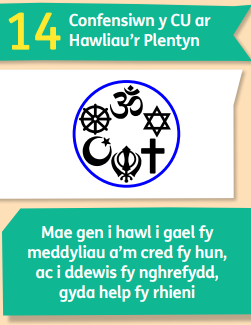 14
Confensiwn y CU ar
Hawliau'r Plentyn
Mae gen i hawl i gael fy
meddyliau a'm cred fy hun,
ac i ddewis fy nghrefydd,
gyda help fy rhieni